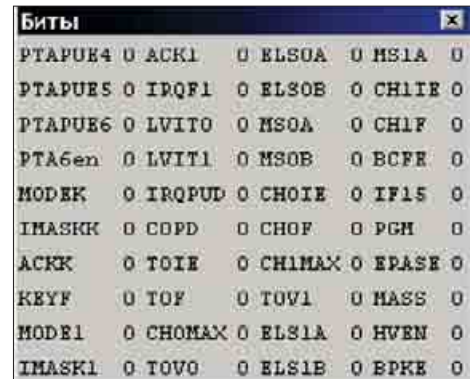 Биты
PTAPUE4 0 ACK1 0 ELS0A 0 MS1A 0
PTAPUE5 0 IRQF1 0 ELS0B 0 CH1IE 0
PTAPUE6 0 LVIT0 0 MS0A 0 CH1F 0
PTA6en 0 LVIT1 0 MS0B 0 BCFE 0
MODEK 0 IRQPUD 0 CH0IE 0 IF15 0
IMASKK 0 COPD 0 CH0F 0 PGM 0
ACKK 0 TOIE 0 CH1MAX 0 ERASE 0
KEYF 0 TOF 0 TOV1 0 MASS 0
MODE1 0 CH0MAX 0 ELS1A 0 HVEN 0
IMASK1 0 TOV0 0 ELS1B 0 BPKE 0